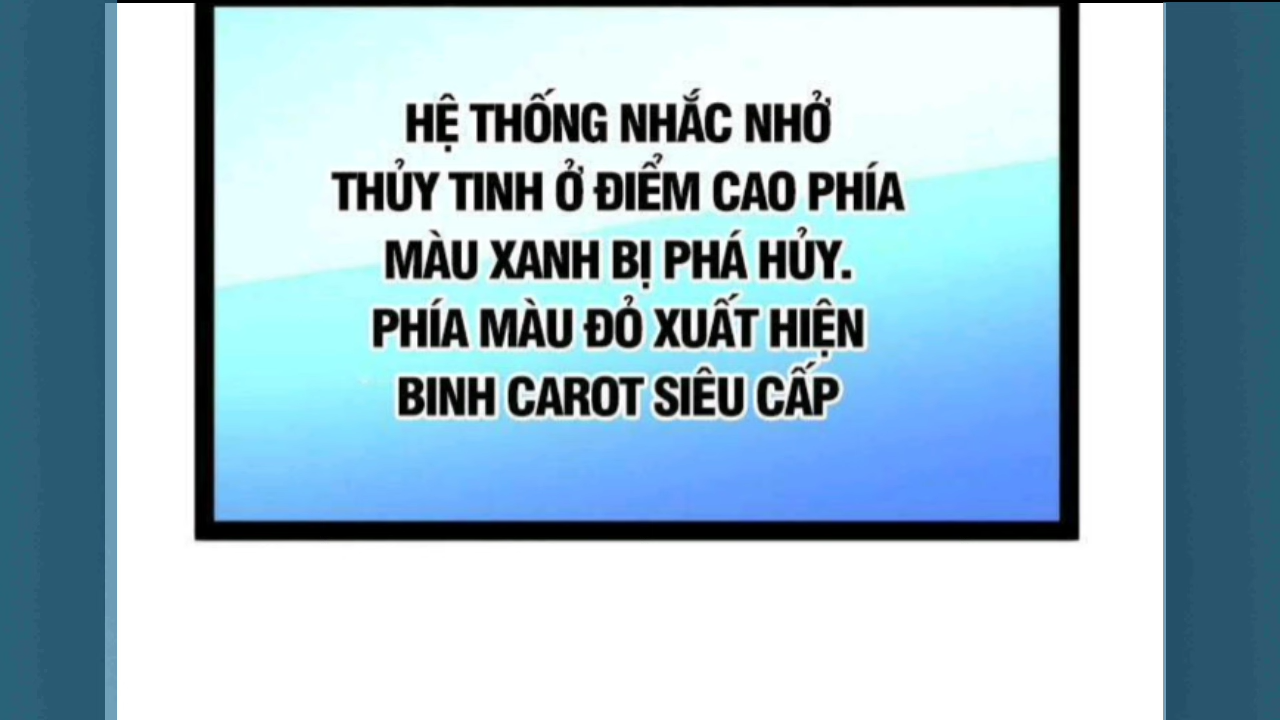 HỆ THỐNG NHẮC NHỞ
THỦY TINH Ở ĐIỂM CAO PHÍA
MÀU XANH BỊ PHÁ HỦY.
PHÍA MÀU ĐỎ XUẤT HIỆN
BINH CAROT SIÊU CẤP